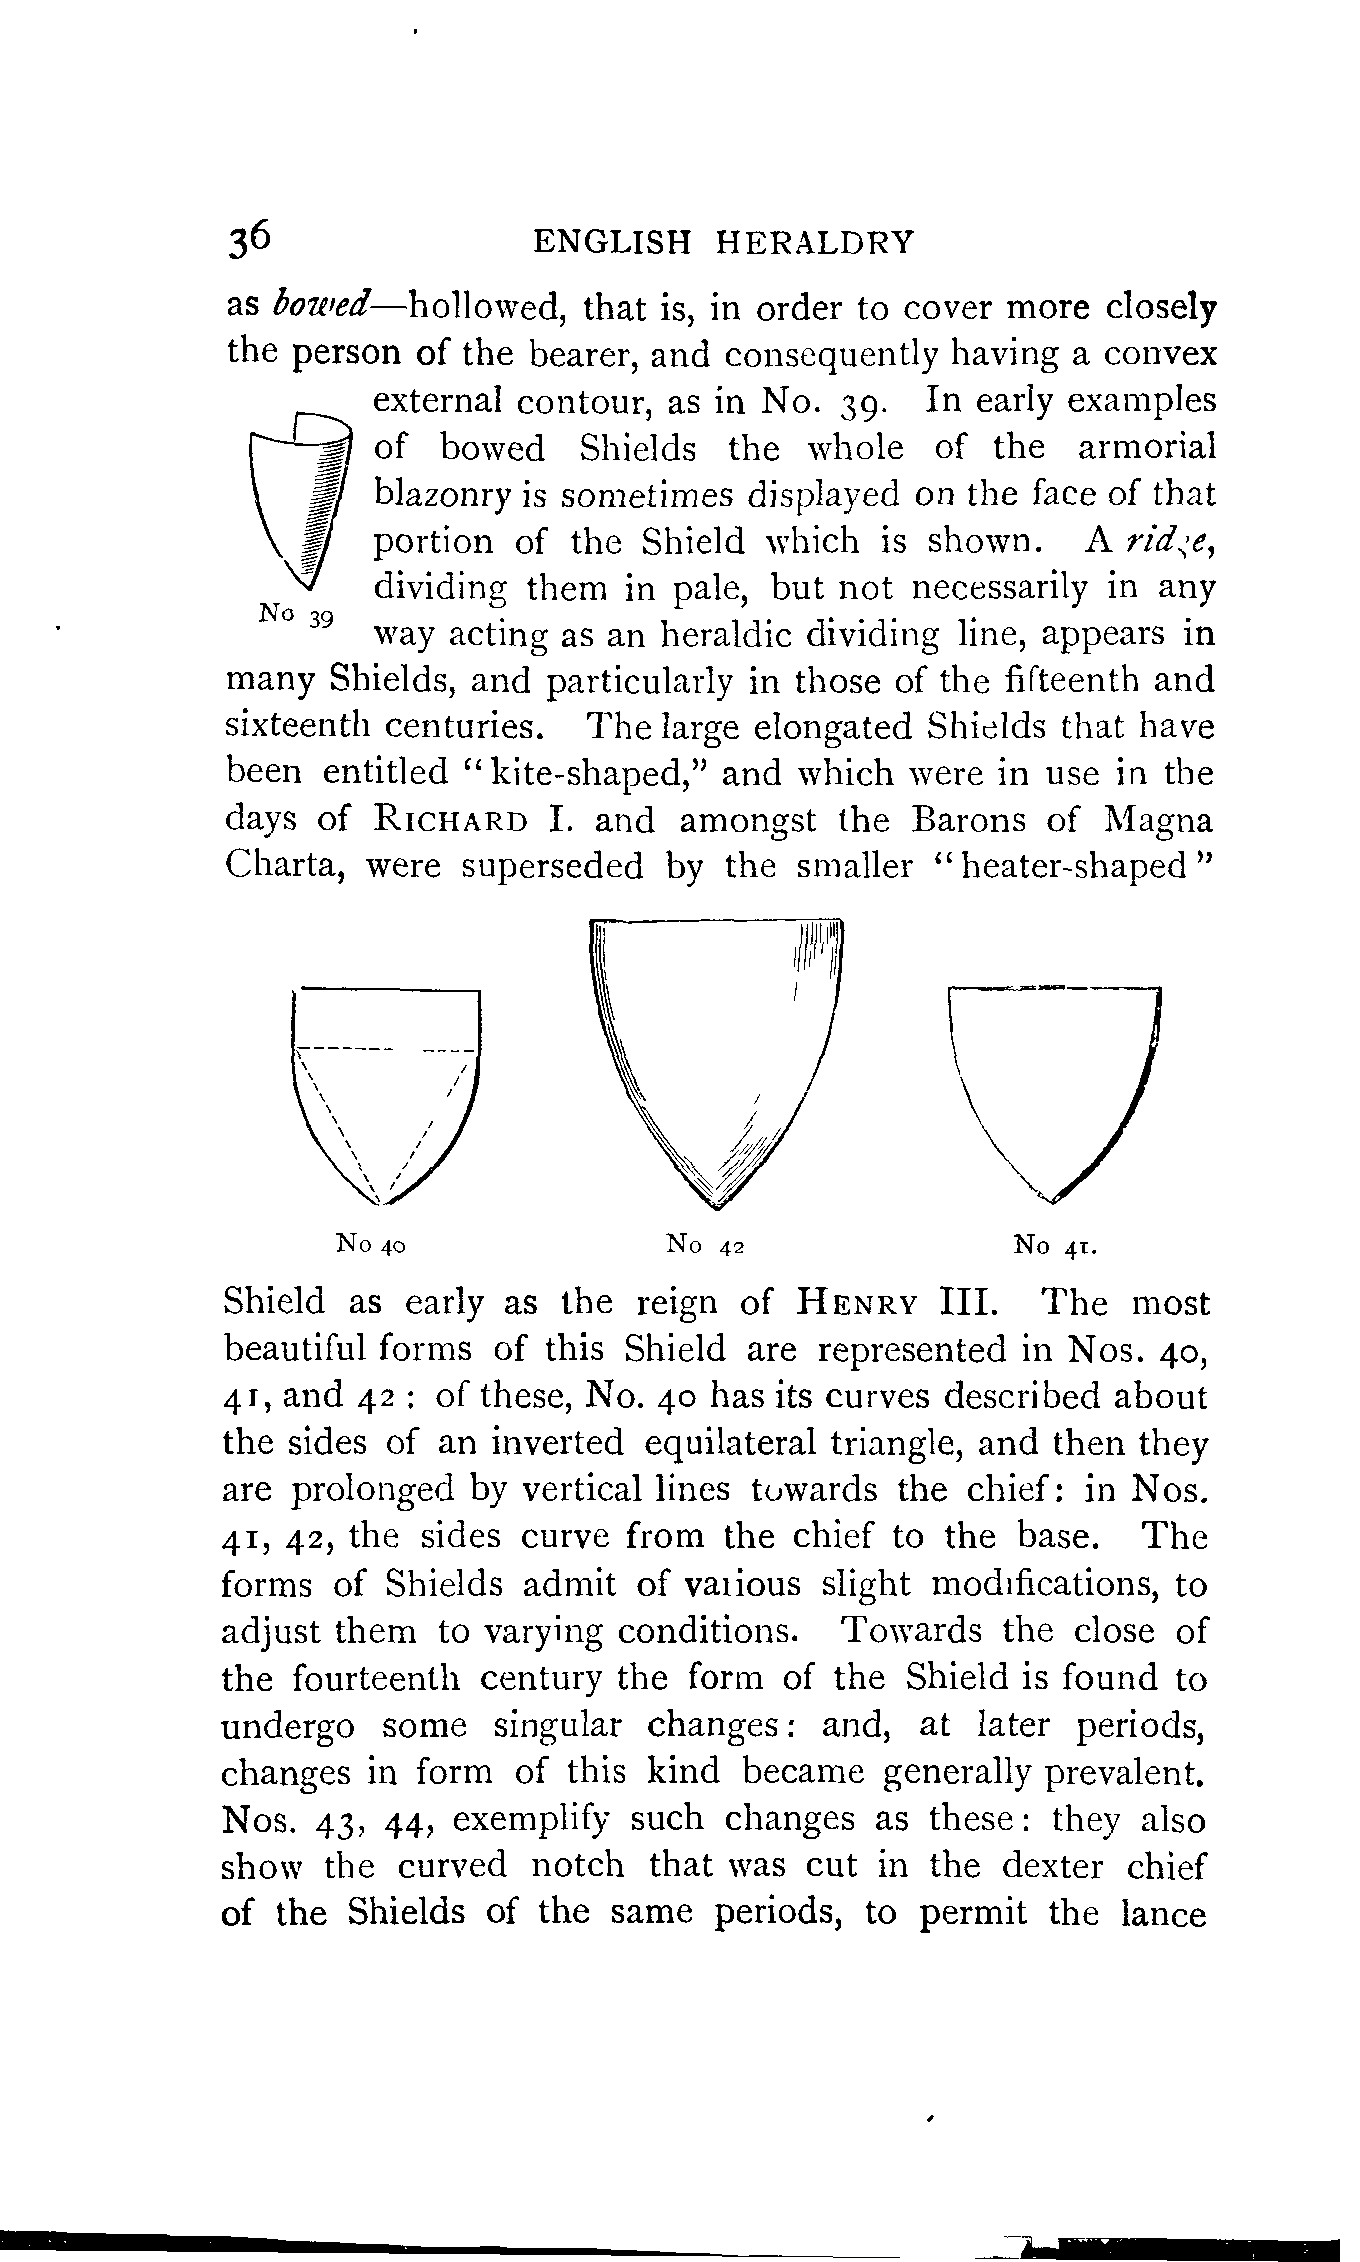 36 ENGLISH HERALDRY
as bowed—hollowed, that is, in order to cover more closely
the person of the bearer, and consequently having a convex
external contour, as in No. 39. In early examples
of bowed Shields the whole of the armorial
blazonry is sometimes displayed on the face of that
portion of the Shield which is shown. A ridge,
dividing them in pale, but not necessarily in any
No 39
way acting as an heraldic dividing line, appears in
many Shields, and particularly in those of the fifteenth and
sixteenth centuries. The large elongated Shields that have
been entitled “kite-shaped,” and which were in use in the
days of RICHARD I. and amongst the Barons of Magna
Charta, were superseded by the smaller “heater-shaped”
No 40 No 42 No 41.
Shield as early as the reign of HENRY III. The most
beautiful forms of this Shield are represented in Nos. 40,
41, and 42 : of these, No. 40 has its curves described about
the sides of an inverted equilateral triangle, and then they
are prolonged by vertical lines towards the chief: in Nos.
41, 42, the sides curve from the chief to the base. The
forms of Shields admit of various slight modifications, to
adjust them to varying conditions. Towards the close of
the fourteenth century the form of the Shield is found to
undergo some singular changes: and, at later periods,
changes in form of this kind became generally prevalent.
Nos. 43, 44, exemplify such changes as these: they also
show the curved notch that was cut in the dexter chief
of the Shields of the same periods, to permit the lance